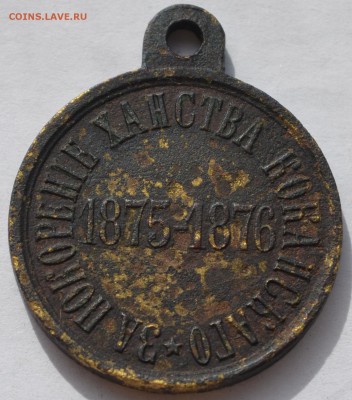 COINS.LAVE.RU
ЗА ПОКОРЕНІЕ ХАНСТВА КОКАНСКАГО
1875-1876